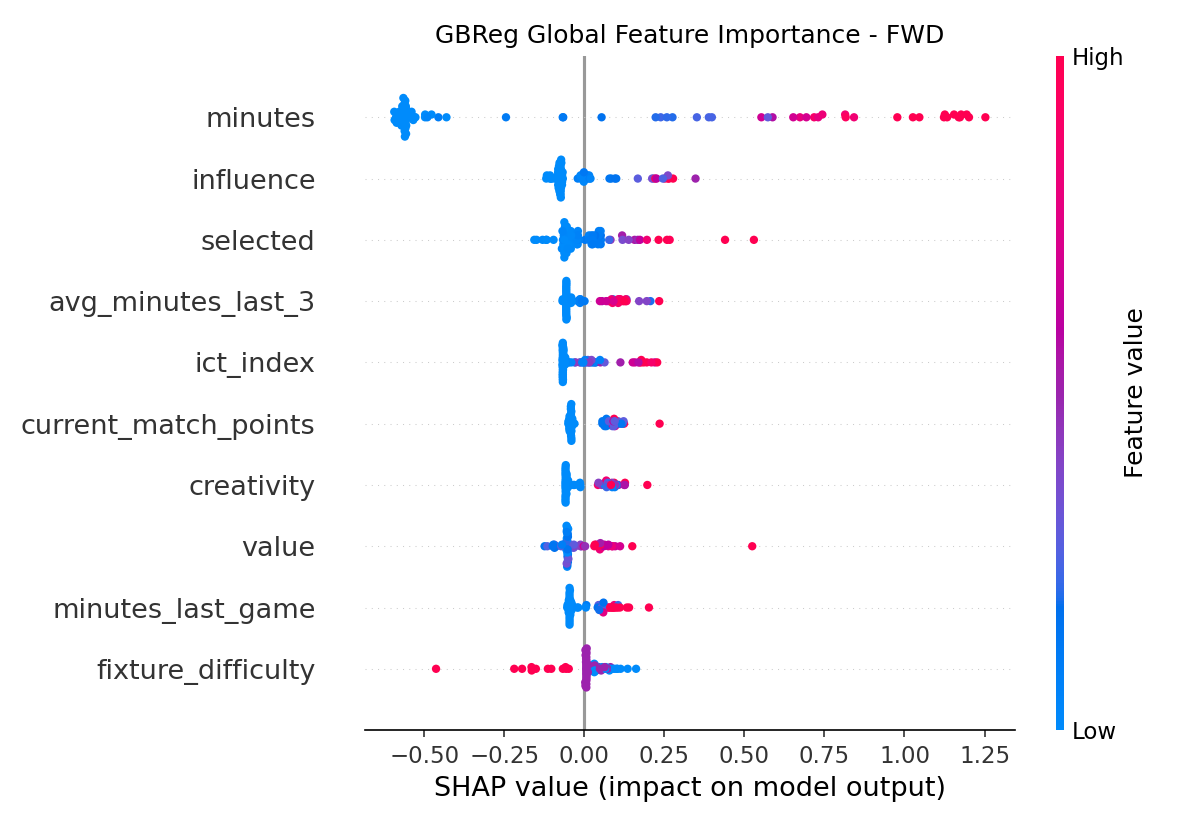 GBReg Global Feature Importance - FWD
High
minutes
influence
selected
avg_minutes_last_3
ict_index
current_match_points
creativity
value
minutes_last_game
fixture_difficulty
Feature value
Low
−0.50 −0.25 0.00 0.25 0.50 0.75 1.00 1.25
SHAP value (impact on model output)